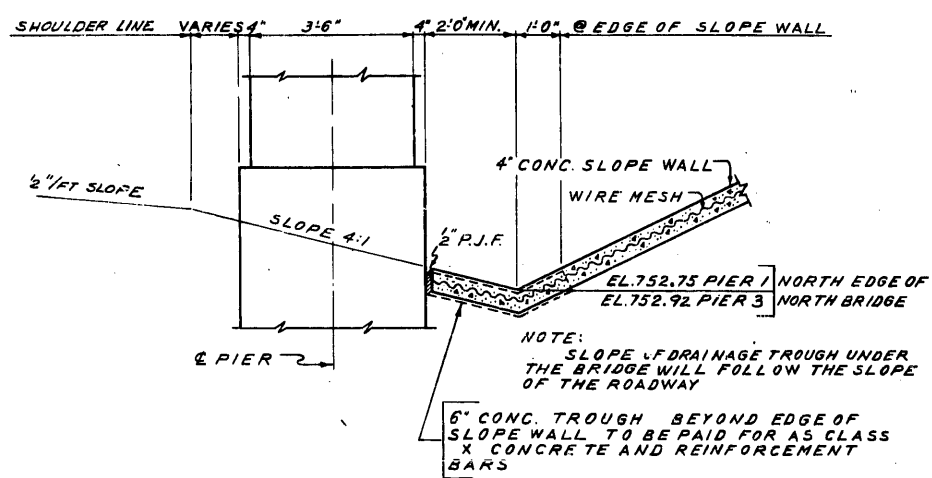 SHOULDER LINE VARIES 4" 3'-6" 4" 2'-0" MIN. 1'-0" @ EDGE OF SLOPE WALL
4" CONC. SLOPE WALL
WIRE MESH
1/2"/FT SLOPE
SLOPE 4:1
1/2" P.J.F.
EL.752.75 PIER 1 NORTH EDGE OF
EL.752.92 PIER 3 NORTH BRIDGE
℄ PIER
NOTE:
SLOPE OF DRAINAGE TROUGH UNDER
THE BRIDGE WILL FOLLOW THE SLOPE
OF THE ROADWAY
6" CONC. TROUGH BEYOND EDGE OF
SLOPE WALL TO BE PAID FOR AS CLASS
X CONCRETE AND REINFORCEMENT
BARS